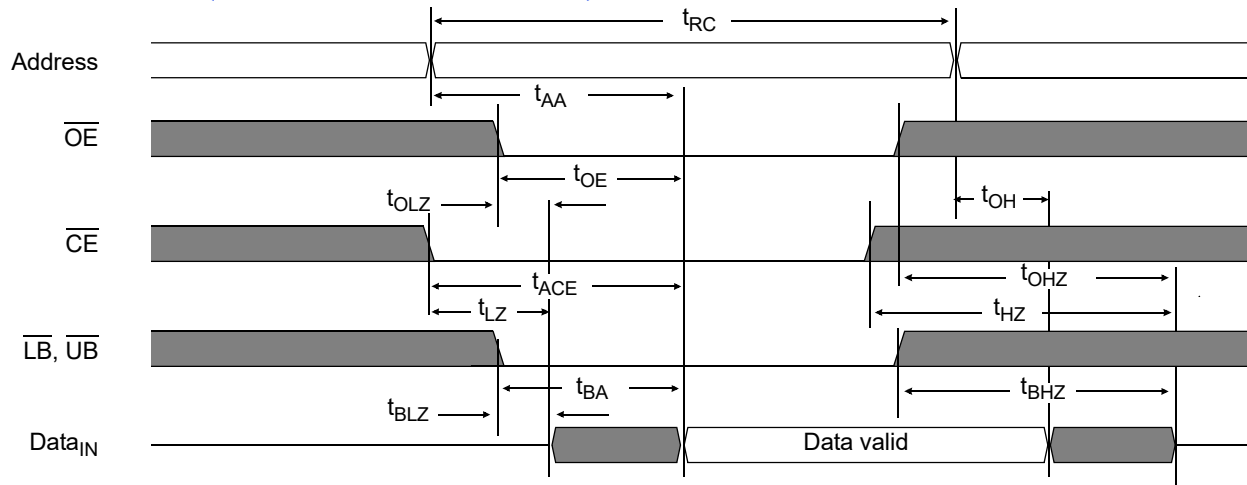 tRC
Address
tAA
OE
tOE
tOLZ
tOH
CE
tOHZ
tACE
tLZ
tHZ
LB, UB
tBA
tBHZ
tBLZ
DataIN
Data valid